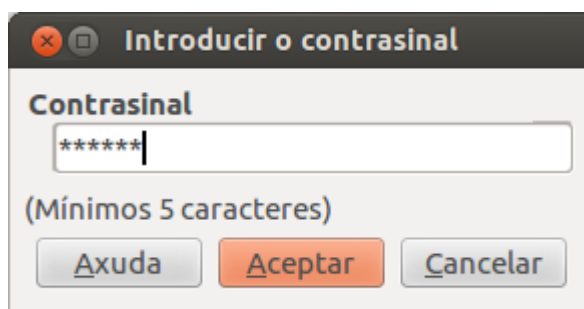 Introducir o contrasinal
Contrasinal
******
(Mínimos 5 caracteres)
Axuda Aceptar Cancelar